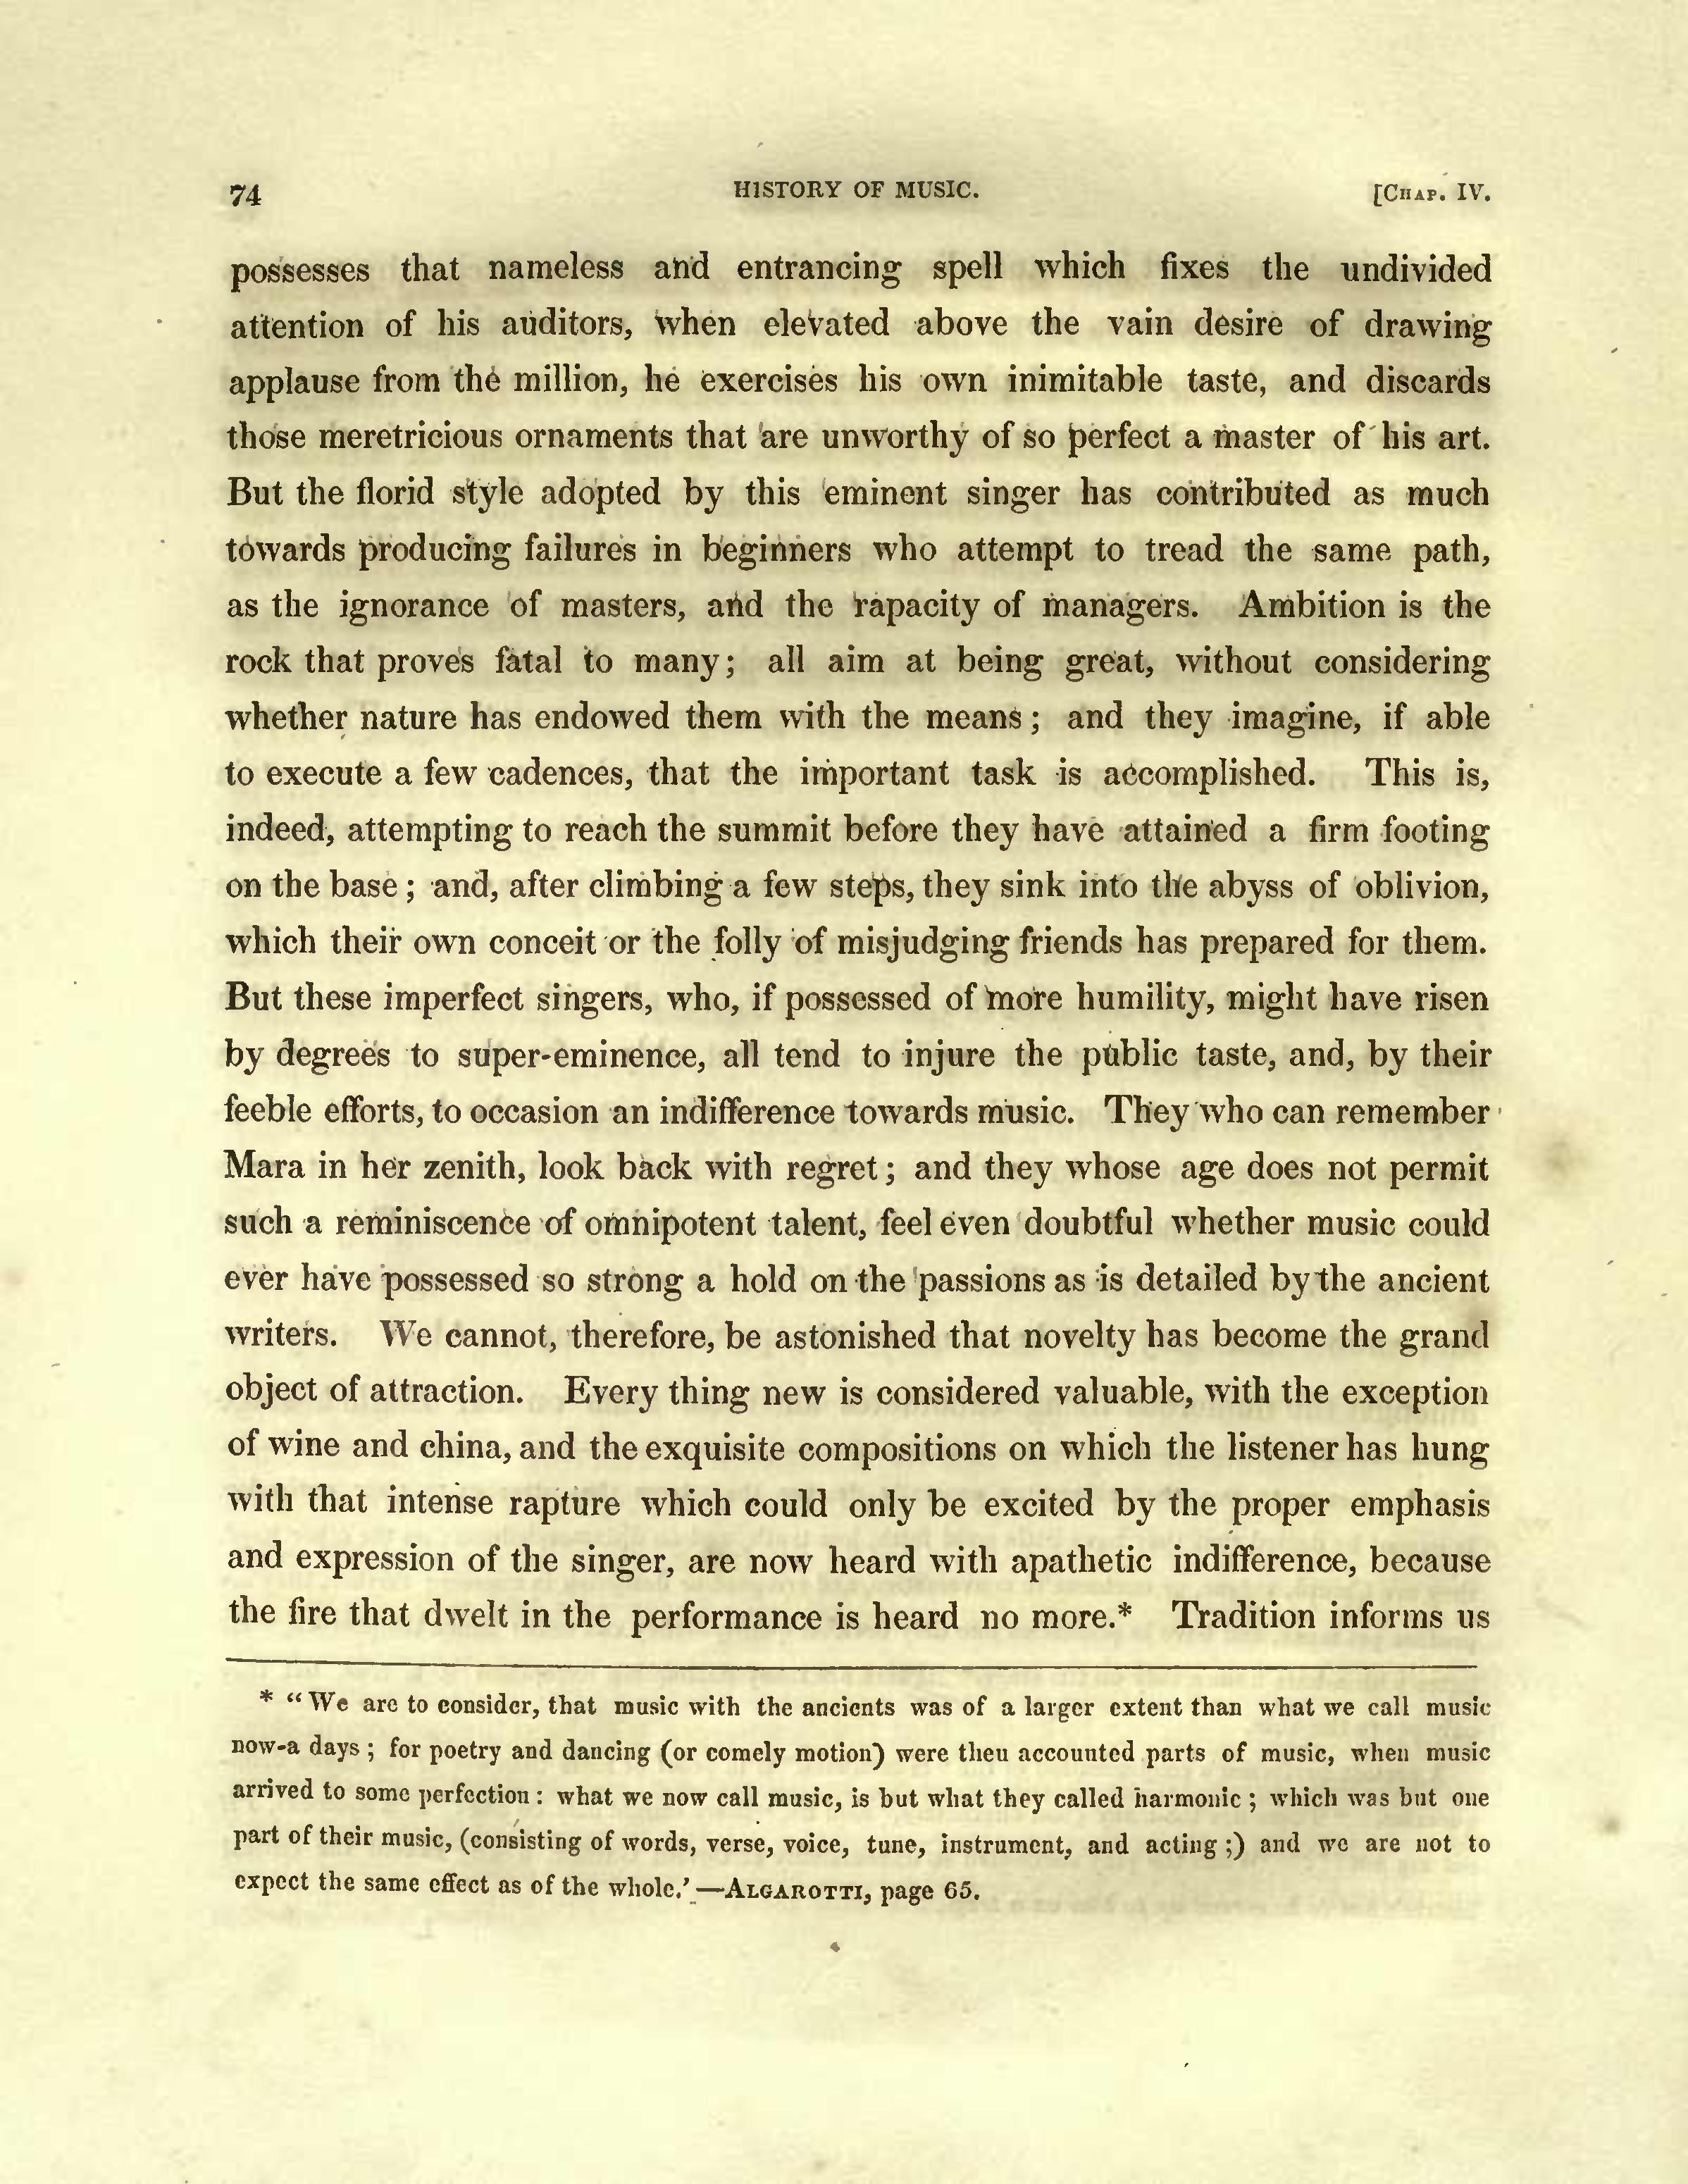 74 HISTORY OF MUSIC. [CHAP. IV.
possesses that nameless and entrancing spell which fixes the undivided
attention of his auditors, when elevated above the vain desire of drawing
applause from the million, he exercises his own inimitable taste, and discards
those meretricious ornaments that are unworthy of so perfect a master of his art.
But the florid style adopted by this eminent singer has contributed as much
towards producing failures in beginners who attempt to tread the same path,
as the ignorance of masters, and the rapacity of managers. Ambition is the
rock that proves fatal to many; all aim at being great, without considering
whether nature has endowed them with the means; and they imagine, if able
to execute a few cadences, that the important task is accomplished. This is,
indeed, attempting to reach the summit before they have attained a firm footing
on the base; and, after climbing a few steps, they sink into the abyss of oblivion,
which their own conceit or the folly of misjudging friends has prepared for them.
But these imperfect singers, who, if possessed of more humility, might have risen
by degrees to super-eminence, all tend to injure the public taste, and, by their
feeble efforts, to occasion an indifference towards music. They who can remember
Mara in her zenith, look back with regret; and they whose age does not permit
such a reminiscence of omnipotent talent, feel even doubtful whether music could
ever have possessed so strong a hold on the passions as is detailed by the ancient
writers. We cannot, therefore, be astonished that novelty has become the grand
object of attraction. Every thing new is considered valuable, with the exception
of wine and china, and the exquisite compositions on which the listener has hung
with that intense rapture which could only be excited by the proper emphasis
and expression of the singer, are now heard with apathetic indifference, because
the fire that dwelt in the performance is heard no more.* Tradition informs us
* "We are to consider, that music with the ancients was of a larger extent than what we call music
now-a days; for poetry and dancing (or comely motion) were then accounted parts of music, when music
arrived to some perfection: what we now call music, is but what they called harmonic; which was but one
part of their music, (consisting of words, verse, voice, tune, instrument, and acting;) and we are not to
expect the same effect as of the whole.'—ALGAROTTI, page 65.